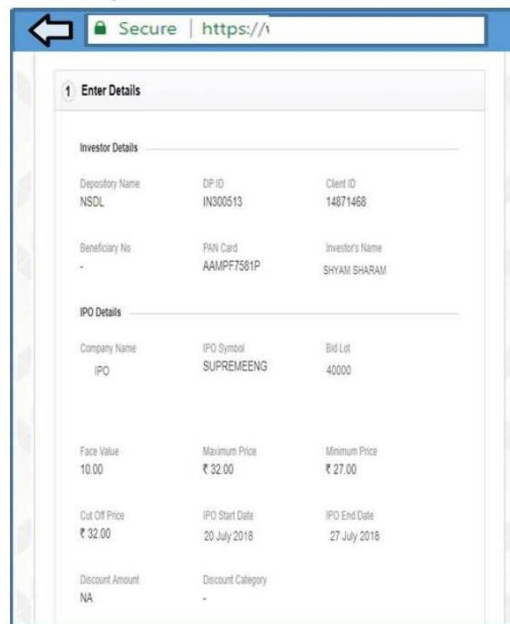 Secure | https://
1 Enter Details
Investor Details
Depository Name DP ID Client ID
NSDL IN300513 14871468
Beneficiary No. PAN Card Investor's Name
- AAMPF7581P SHYAM SHARAM
IPO Details
Company Name IPO Symbol Bid Lot
IPO SUPREMEENG 40000
Face Value Maximum Price Minimum Price
10.00 ₹ 32.00 ₹ 27.00
Cut Off Price IPO Start Date IPO End Date
₹ 32.00 20 July 2018 27 July 2018
Discount Amount Discount Category
NA -